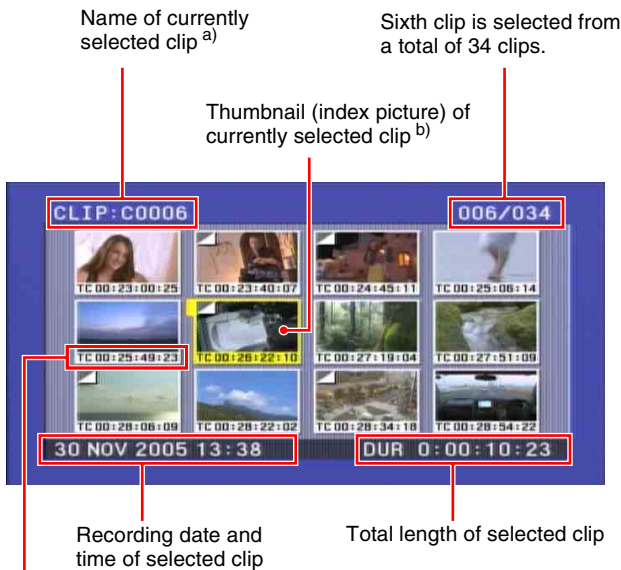 Name of currently
selected clip a)
Sixth clip is selected from
a total of 34 clips.
Thumbnail (index picture) of
currently selected clip b)
CLIP:C0006
006/034
TC 00:23:00:25
TC 00:23:40:07
TC 00:24:45:11
TC 00:25:06:14
TC 00:25:49:23
TC 00:26:22:10
TC 00:27:19:04
TC 00:27:51:09
TC 00:28:06:09
TC 00:28:22:02
TC 00:28:34:18
TC 00:28:54:22
30 NOV 2005 13:38
DUR 0:00:10:23
Recording date and
time of selected clip
Total length of selected clip